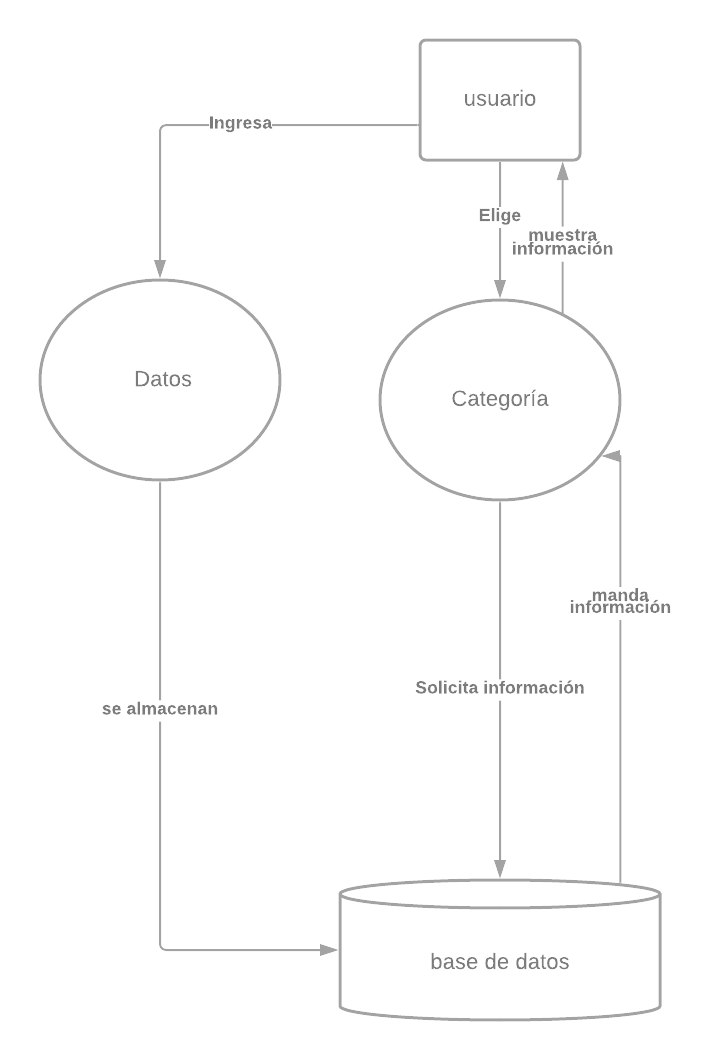 usuario
Ingresa
Elige
muestra
información
Datos
Categoría
manda
información
Solicita información
se almacenan
base de datos